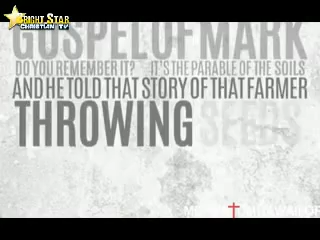 Bright Star
CHRISTIAN TV
GOSPEL OF MARK
DO YOU REMEMBER IT? IT'S THE PARABLE OF THE SOILS
AND HE TOLD THAT STORY OF THAT FARMER
THROWING SEEDS